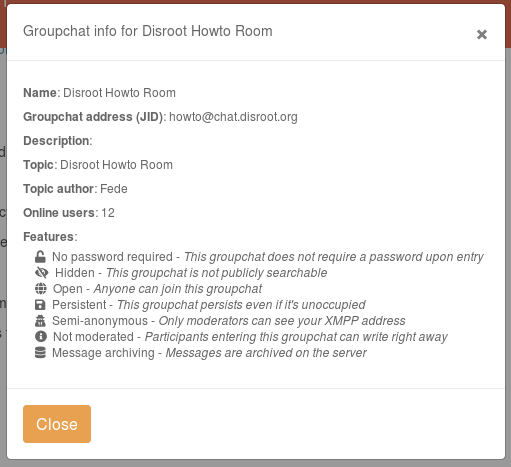 Groupchat info for Disroot Howto Room
×
Name: Disroot Howto Room
Groupchat address (JID): howto@chat.disroot.org
Description:
Topic: Disroot Howto Room
Topic author: Fede
Online users: 12
Features:
No password required - This groupchat does not require a password upon entry
Hidden - This groupchat is not publicly searchable
Open - Anyone can join this groupchat
Persistent - This groupchat persists even if it's unoccupied
Semi-anonymous - Only moderators can see your XMPP address
Not moderated - Participants entering this groupchat can write right away
Message archiving - Messages are archived on the server
Close